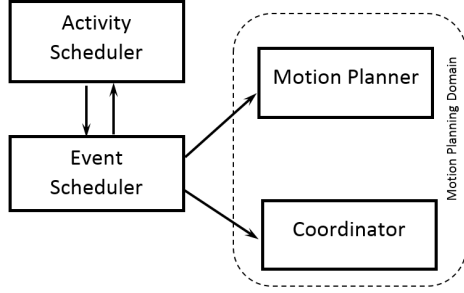 Activity
Scheduler
Event
Scheduler
Motion Planner
Coordinator
Motion Planning Domain